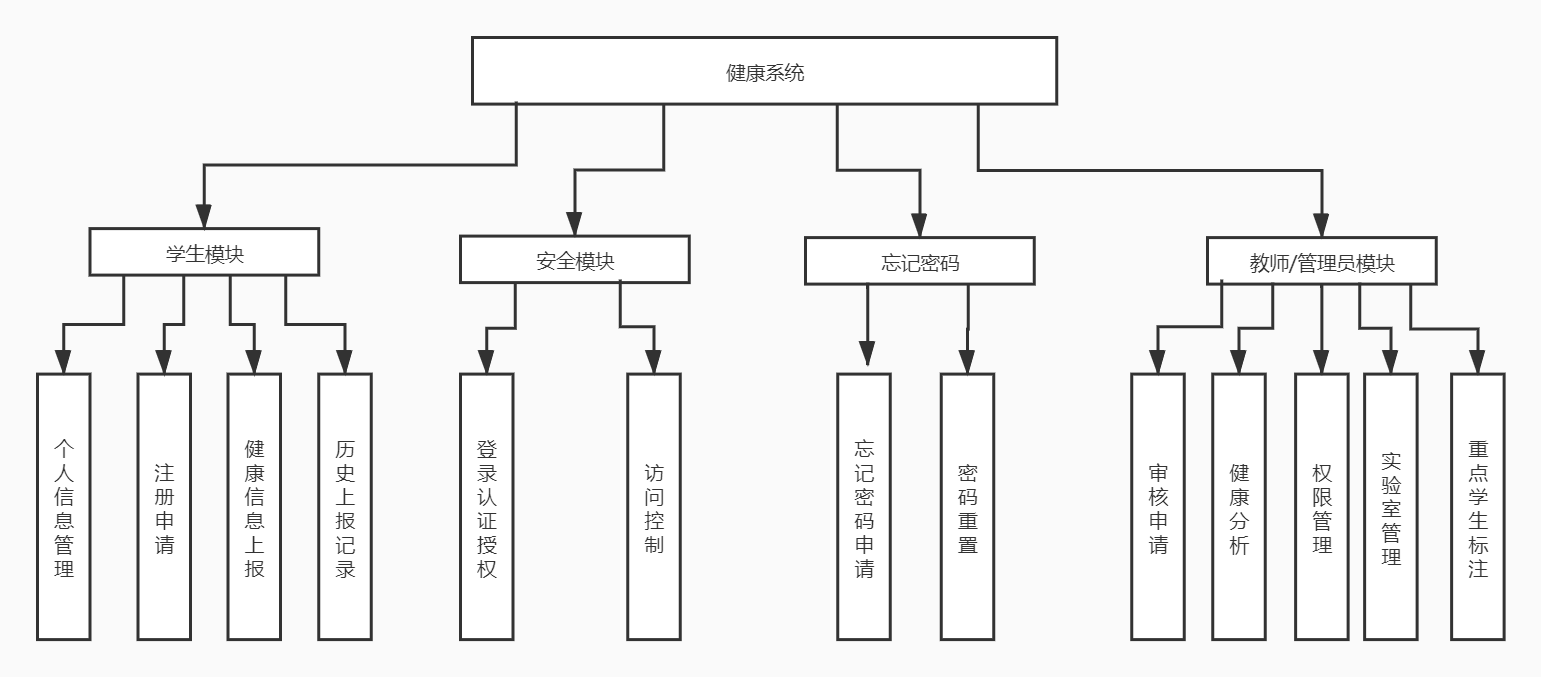 健康系统
学生模块
安全模块
忘记密码
教师/管理员模块
个人信息管理
注册申请
健康信息上报
历史上报记录
登录认证授权
访问控制
忘记密码申请
密码重置
审核申请
健康分析
权限管理
实验室管理
重点学生标注